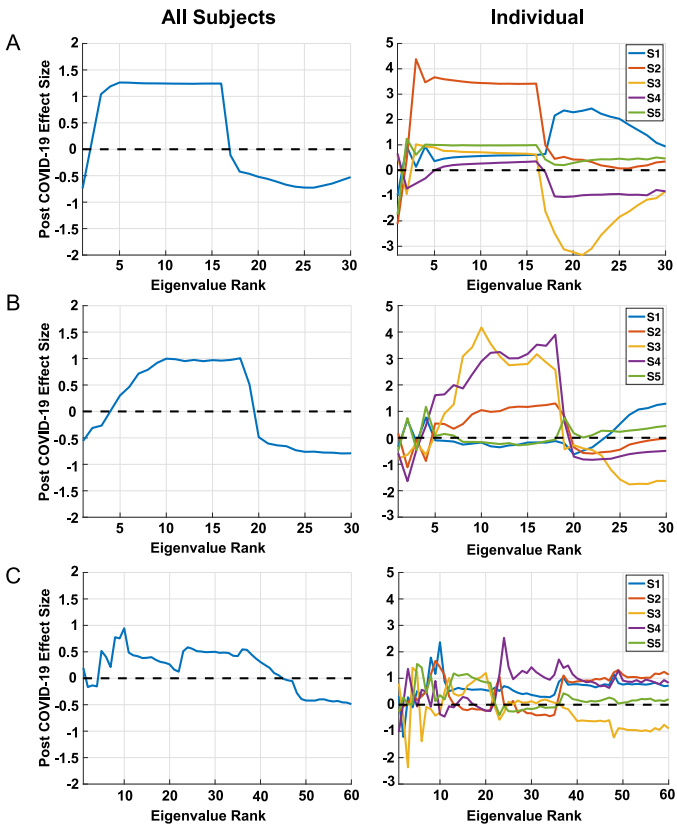 All Subjects
Individual
A
Post COVID-19 Effect Size
2
1.5
1
0.5
0
-0.5
-1
-1.5
-2
5 10 15 20 25 30
Eigenvalue Rank
5
4
3
2
1
0
-1
-2
-3
5 10 15 20 25 30
Eigenvalue Rank
S1
S2
S3
S4
S5
B
Post COVID-19 Effect Size
2
1.5
1
0.5
0
-0.5
-1
-1.5
-2
5 10 15 20 25 30
Eigenvalue Rank
5
4
3
2
1
0
-1
-2
-3
5 10 15 20 25 30
Eigenvalue Rank
S1
S2
S3
S4
S5
C
Post COVID-19 Effect Size
2
1.5
1
0.5
0
-0.5
-1
-1.5
-2
10 20 30 40 50 60
Eigenvalue Rank
5
4
3
2
1
0
-1
-2
-3
10 20 30 40 50 60
Eigenvalue Rank
S1
S2
S3
S4
S5